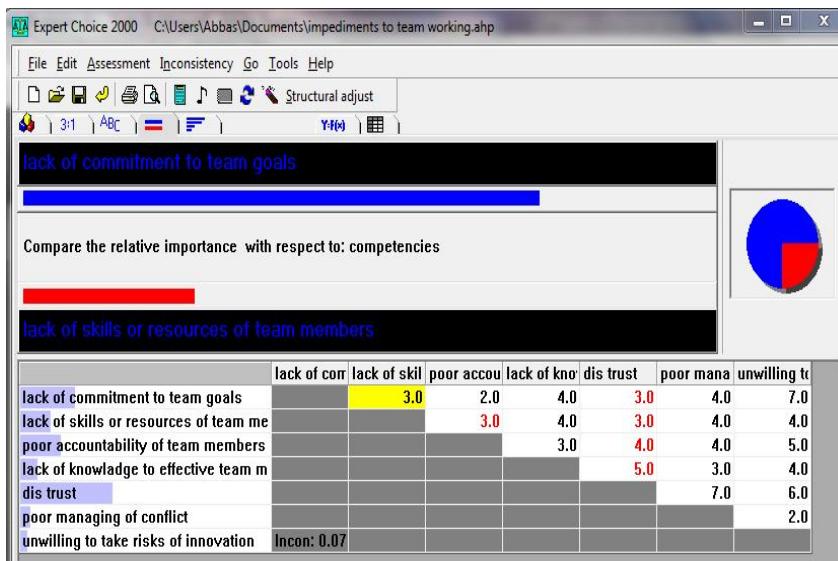 Expert Choice 2000 C:\Users\Abbas\Documents\impediments to team working.ahp
File Edit Assessment Inconsistency Go Tools Help
Structural adjust
3:1 ABC Y:F(x)
lack of commitment to team goals
Compare the relative importance with respect to: competencies
lack of skills or resources of team members
lack of com lack of skil poor accou lack of kno dis trust poor mana unwilling to
lack of commitment to team goals 3.0 2.0 4.0 3.0 4.0 7.0
lack of skills or resources of team me 3.0 4.0 3.0 4.0 4.0
poor accountability of team members 3.0 4.0 4.0 5.0
lack of knowladge to effective team m 5.0 3.0 4.0
dis trust 7.0 6.0
poor managing of conflict 2.0
unwilling to take risks of innovation Incon: 0.07